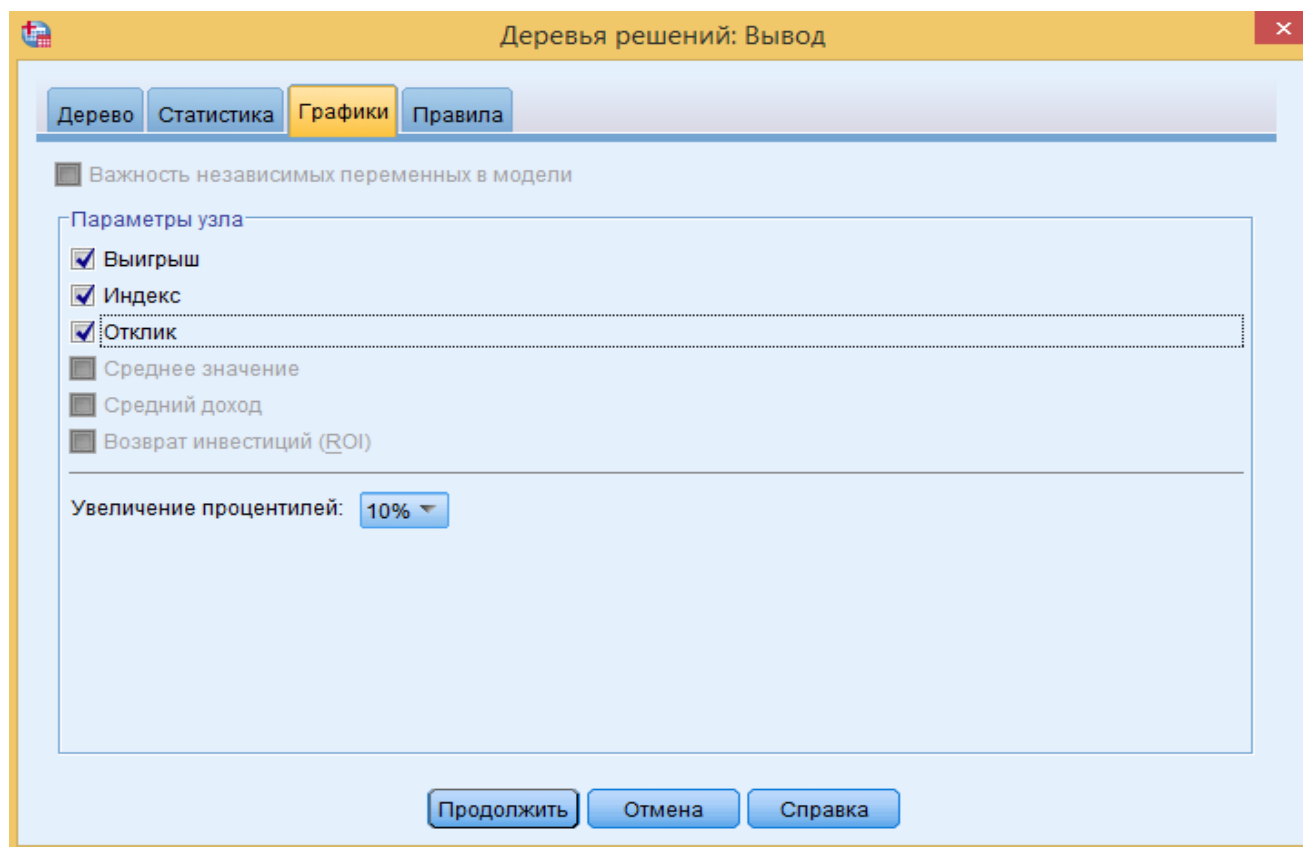 Деревья решений: Вывод
Дерево Статистика Графики Правила
Важность независимых переменных в модели
Параметры узла
Выигрыш
Индекс
Отклик
Среднее значение
Средний доход
Возврат инвестиций (ROI)
Увеличение процентилей: 10%
Продолжить Отмена Справка